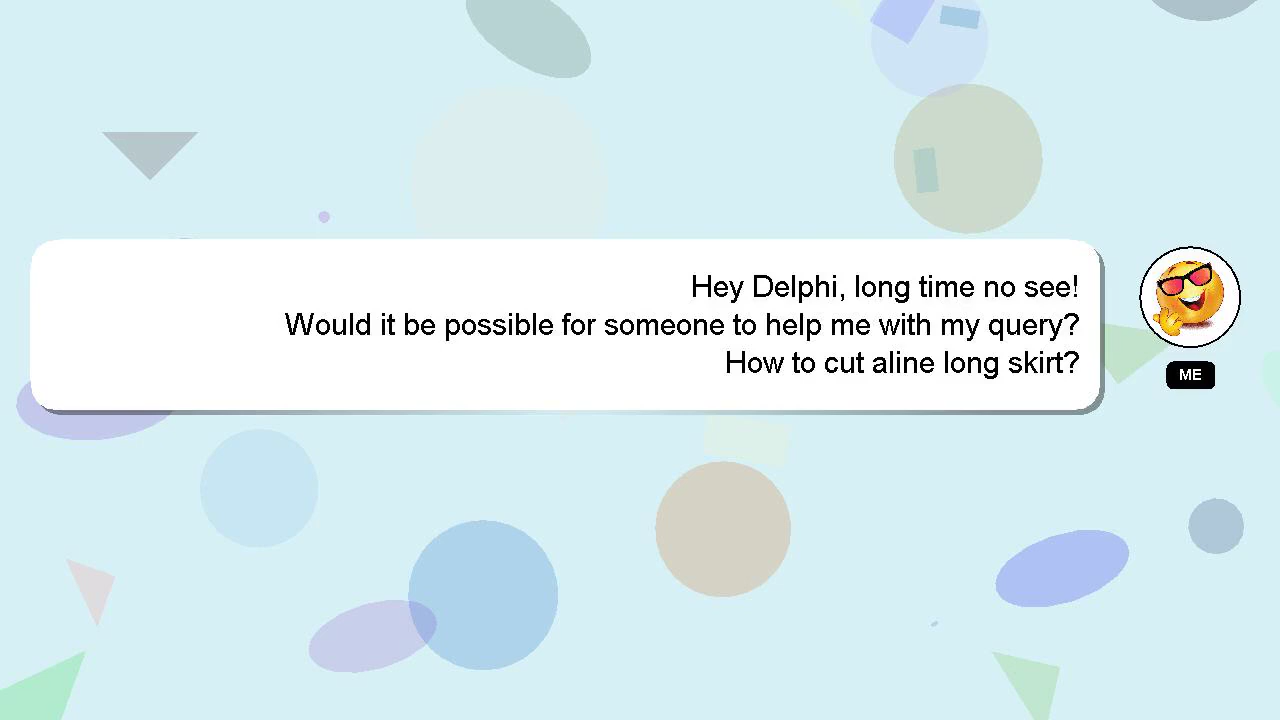 Hey Delphi, long time no see!
Would it be possible for someone to help me with my query?
How to cut aline long skirt?
ME